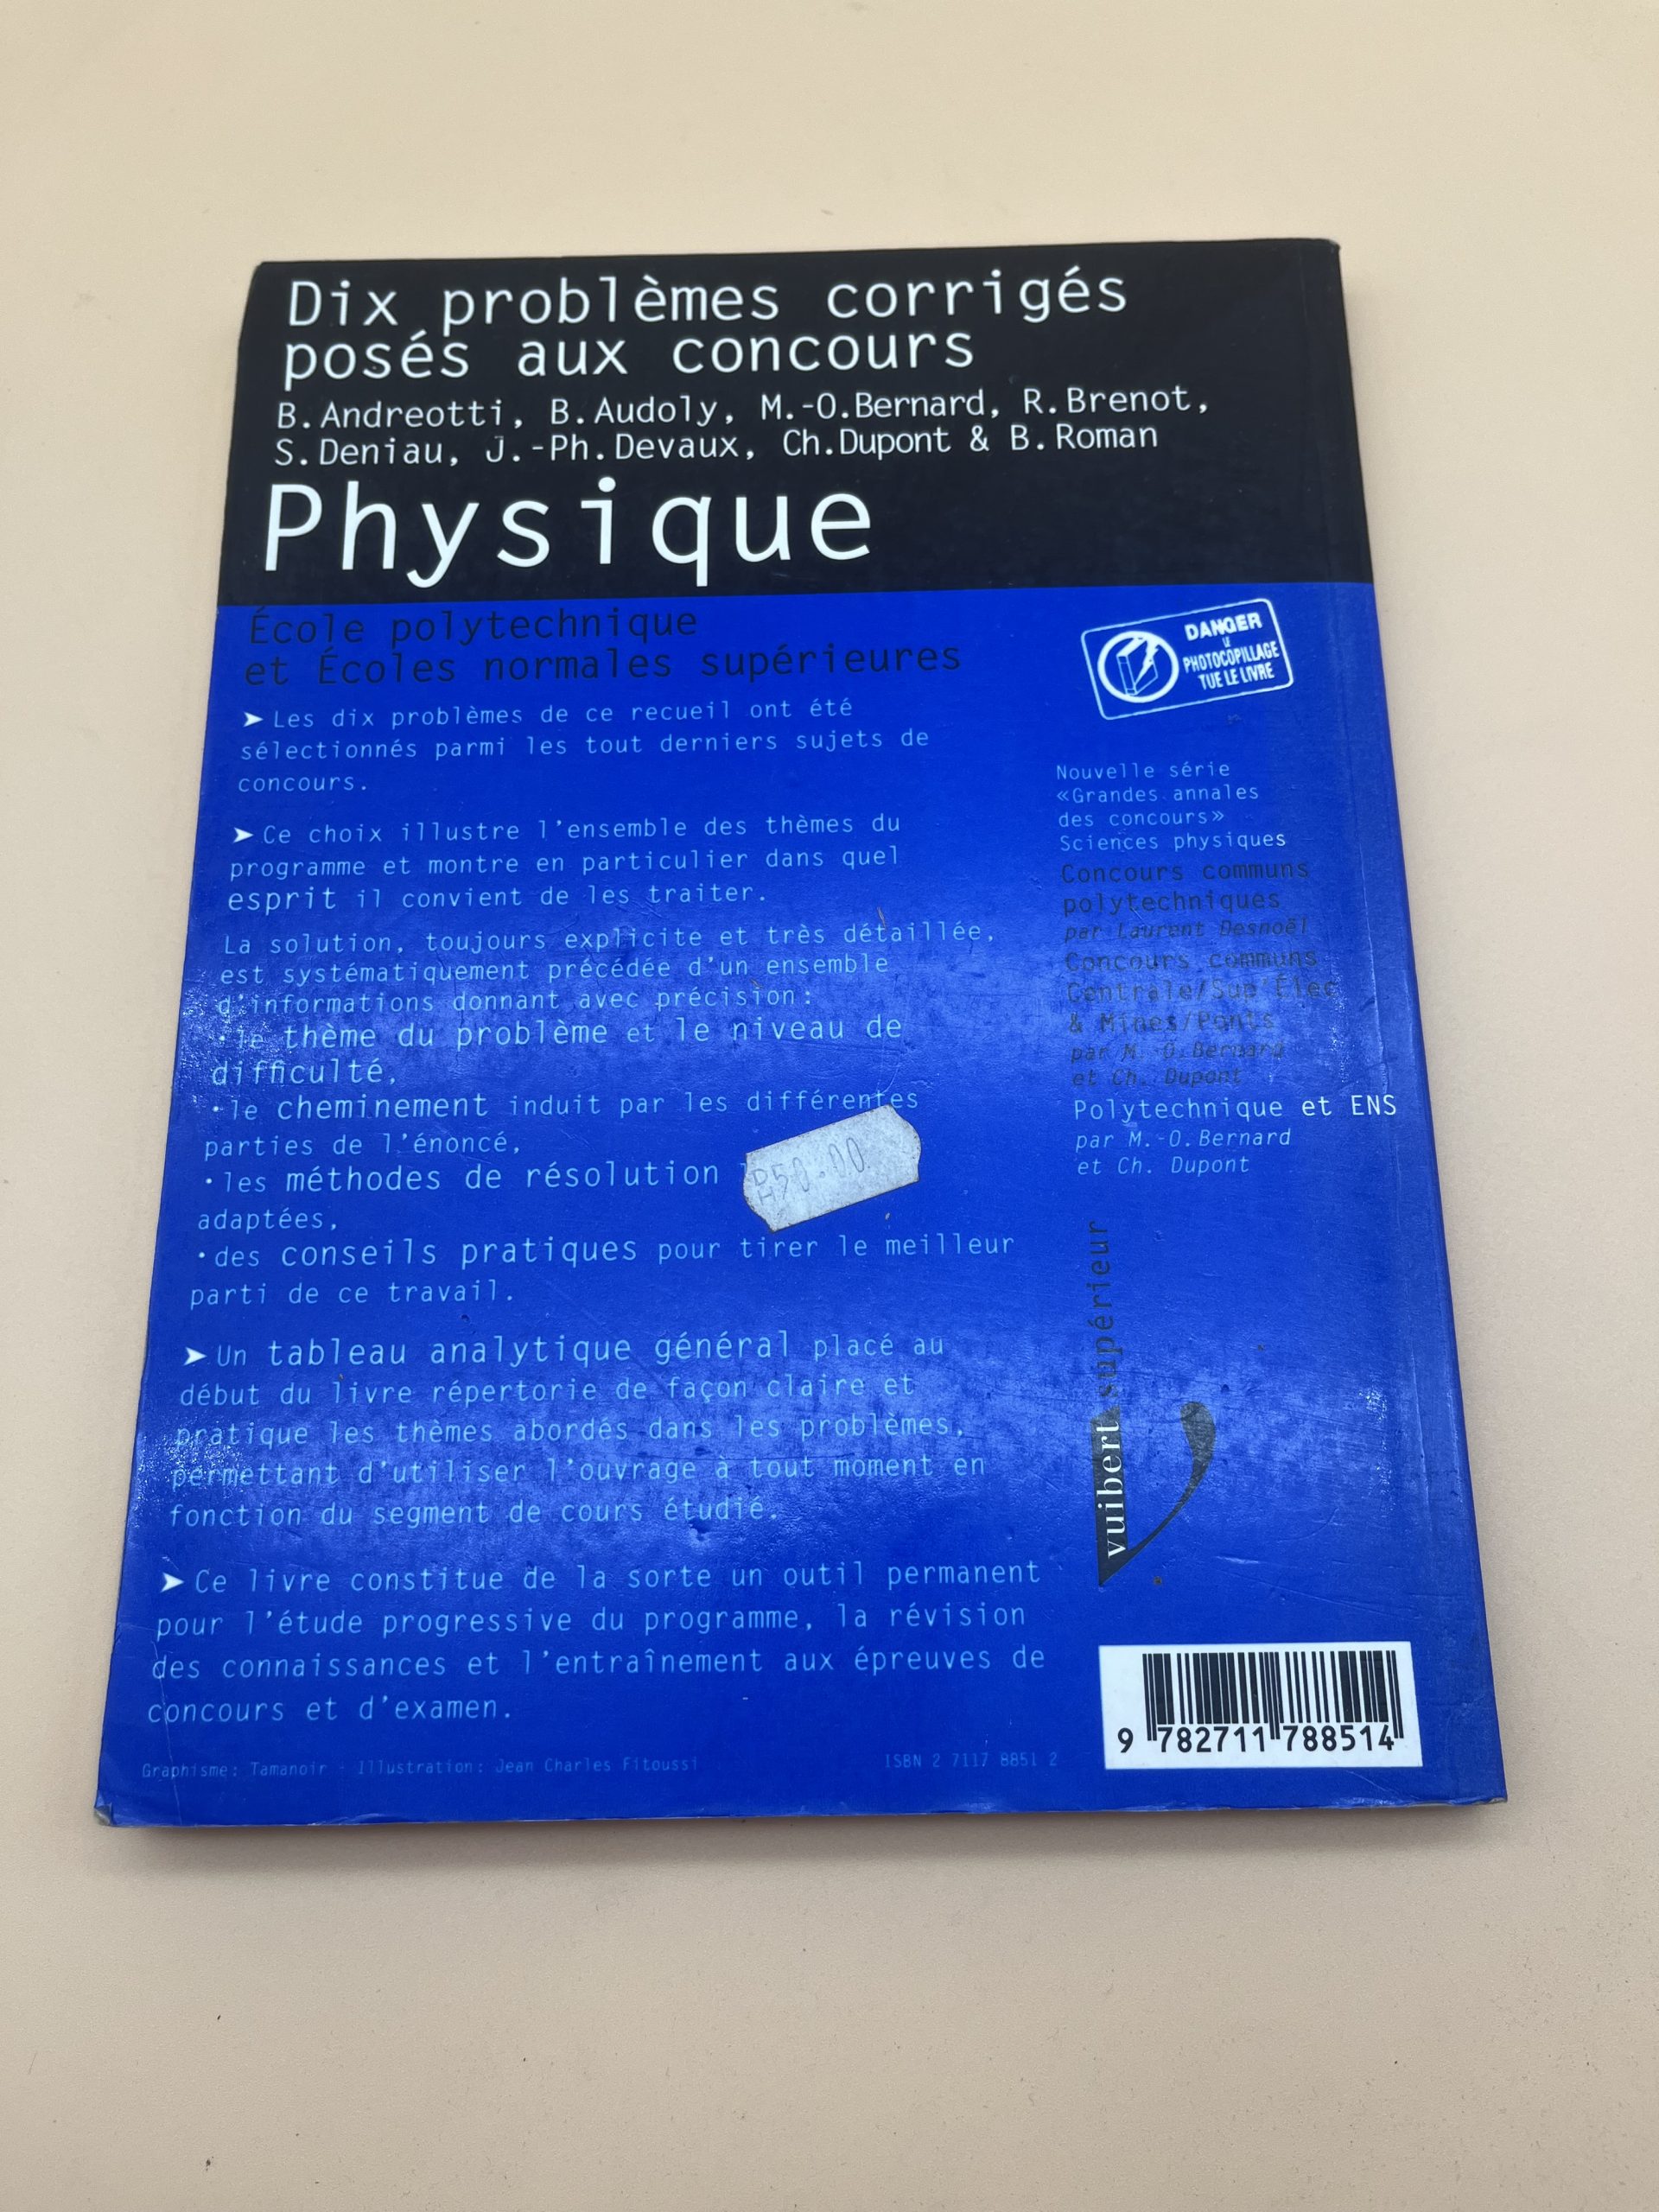 Dix problèmes corrigés
posés aux concours
B.Andreotti, B.Audoly, M.-O.Bernard, R.Brenot,
S.Deniau, J.-Ph.Devaux, Ch.Dupont & B.Roman
Physique
École polytechnique
et Écoles normales supérieures
➤ Les dix problèmes de ce recueil ont été
sélectionnés parmi les tout derniers sujets de
concours.
➤ Ce choix illustre l'ensemble des thèmes du
programme et montre en particulier dans quel
esprit il convient de les traiter.
La solution, toujours explicite et très détaillée,
est systématiquement précédée d'un ensemble
d'informations donnant avec précision:
•le thème du problème et le niveau de
difficulté,
•le cheminement induit par les différentes
parties de l'énoncé,
•les méthodes de résolution
adaptées,
•des conseils pratiques pour tirer le meilleur
parti de ce travail.
➤ Un tableau analytique général placé au
début du livre répertorie de façon claire et
pratique les thèmes abordés dans les problèmes,
permettant d'utiliser l'ouvrage à tout moment en
fonction du segment de cours étudié.
➤ Ce livre constitue de la sorte un outil permanent
pour l'étude progressive du programme, la révision
des connaissances et l'entraînement aux épreuves de
concours et d'examen.
Graphisme: Tamanoir - Illustration: Jean Charles Fitoussi
ISBN 2 7117 8851 2
DH50.00
DANGER
LE
PHOTOCOPILLAGE
TUE LE LIVRE
Nouvelle série
«Grandes annales
des concours»
Sciences physiques
Concours communs
polytechniques
par Laurent Desnoël
Concours communs
Centrale/Sup'Élec
& Mines/Ponts
par M.-O.Bernard
et Ch. Dupont
Polytechnique et ENS
par M.-O.Bernard
et Ch. Dupont
vuibert supérieur
9 782711 788514